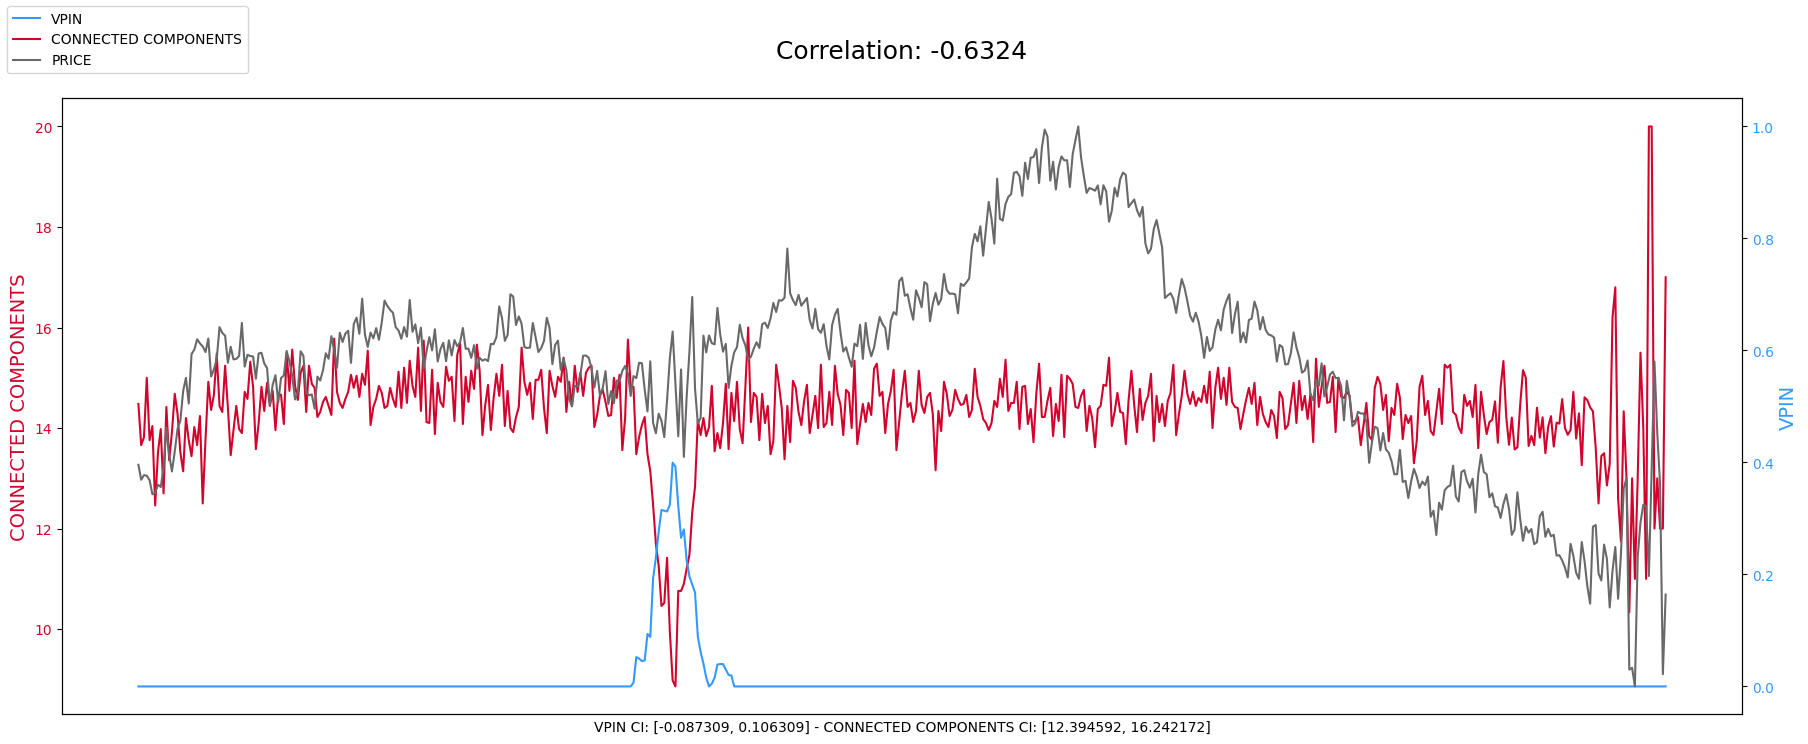 VPIN
CONNECTED COMPONENTS
PRICE
Correlation: -0.6324
CONNECTED COMPONENTS
20
18
16
14
12
10
1.0
0.8
0.6
0.4
0.2
0.0
VPIN
VPIN CI: [-0.087309, 0.106309] - CONNECTED COMPONENTS CI: [12.394592, 16.242172]